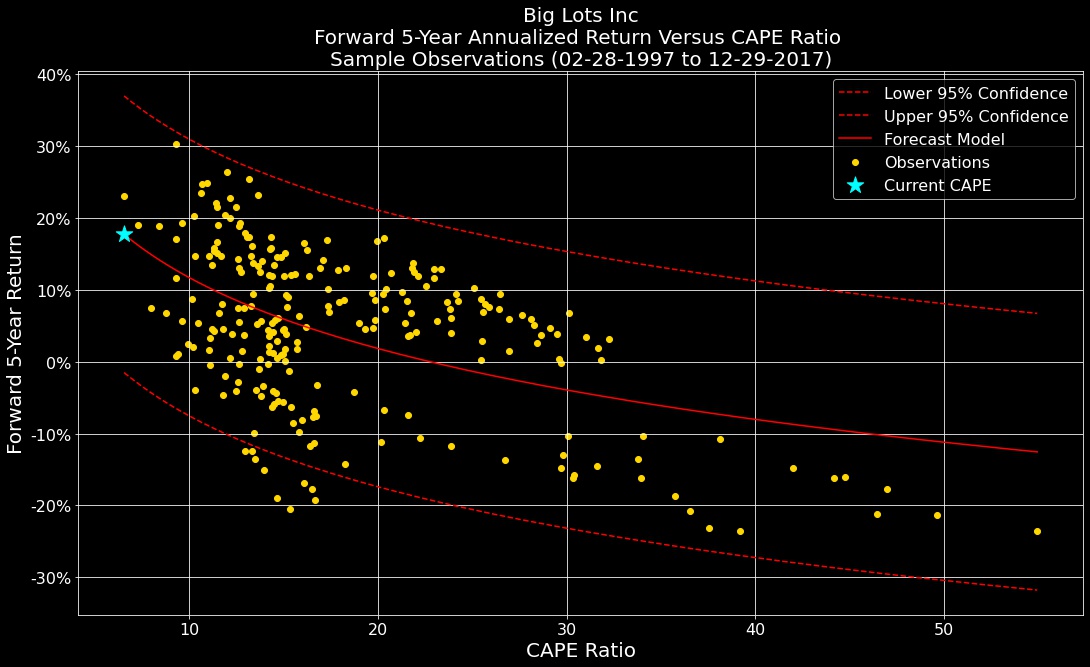 Big Lots Inc
Forward 5-Year Annualized Return Versus CAPE Ratio
Sample Observations (02-28-1997 to 12-29-2017)
Lower 95% Confidence
Upper 95% Confidence
Forecast Model
Observations
Current CAPE
Forward 5-Year Return
40%
30%
20%
10%
0%
-10%
-20%
-30%
10 20 30 40 50
CAPE Ratio